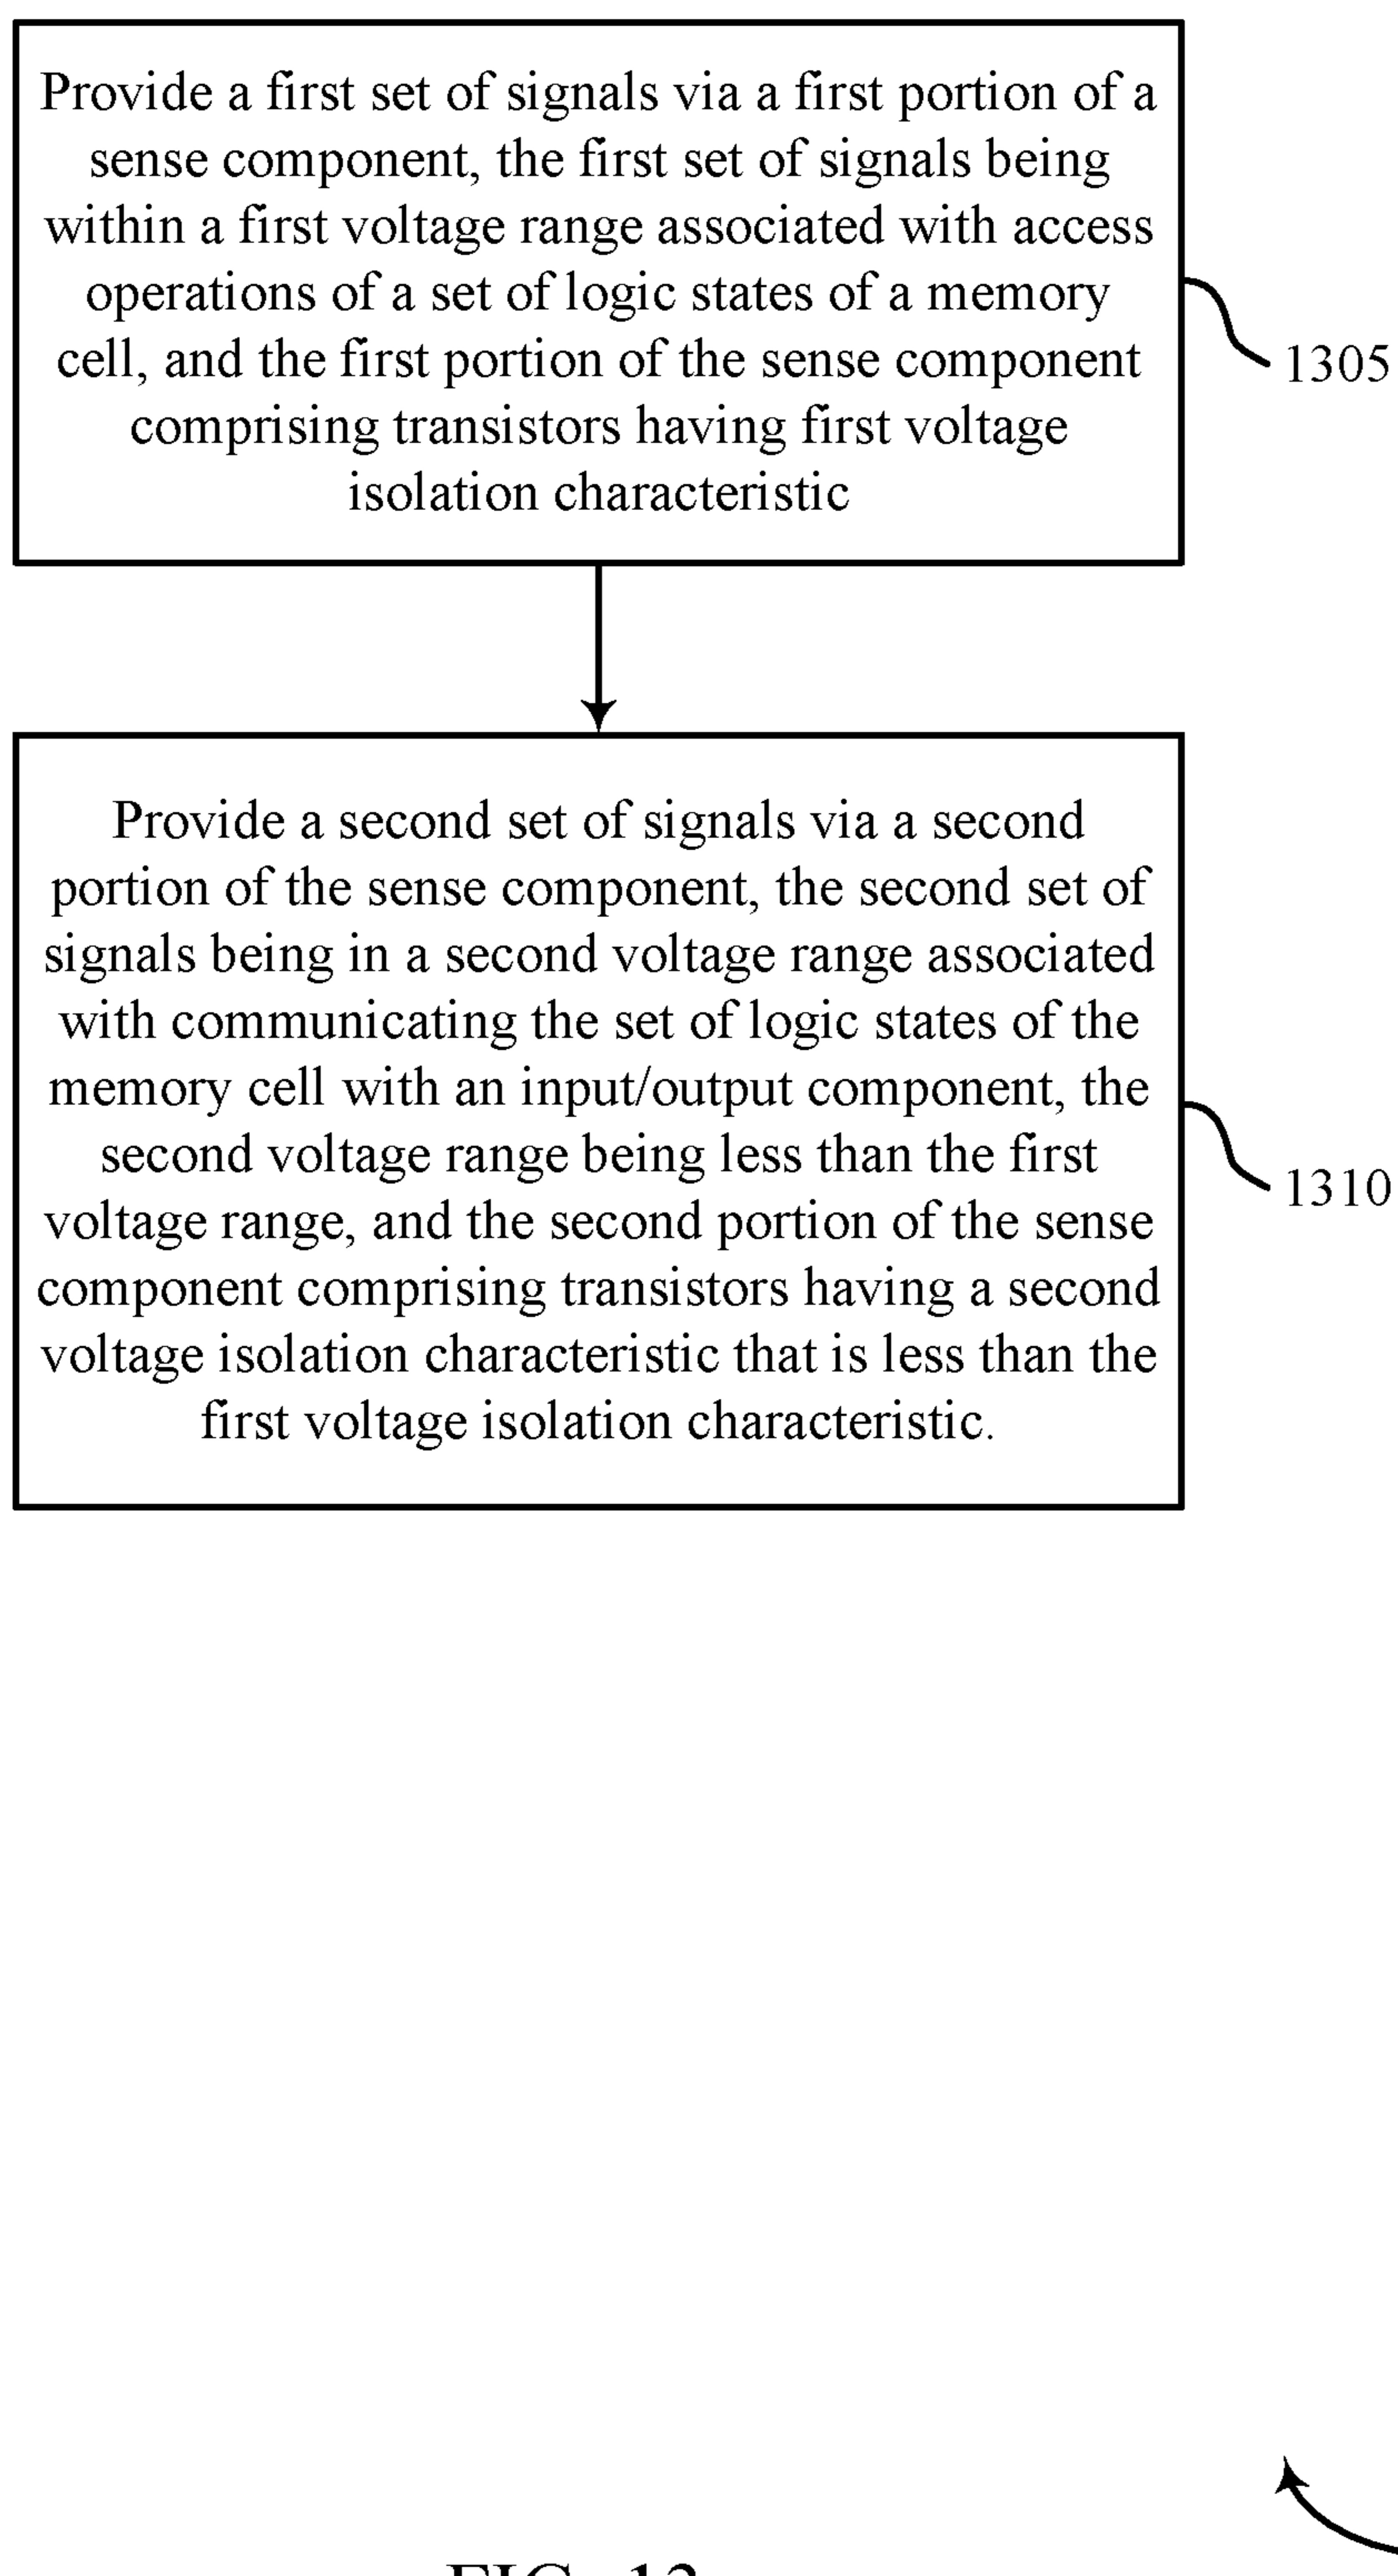 Provide a first set of signals via a first portion of a
sense component, the first set of signals being
within a first voltage range associated with access
operations of a set of logic states of a memory
cell, and the first portion of the sense component
comprising transistors having first voltage
isolation characteristic
1305
Provide a second set of signals via a second
portion of the sense component, the second set of
signals being in a second voltage range associated
with communicating the set of logic states of the
memory cell with an input/output component, the
second voltage range being less than the first
voltage range, and the second portion of the sense
component comprising transistors having a second
voltage isolation characteristic that is less than the
first voltage isolation characteristic.
1310